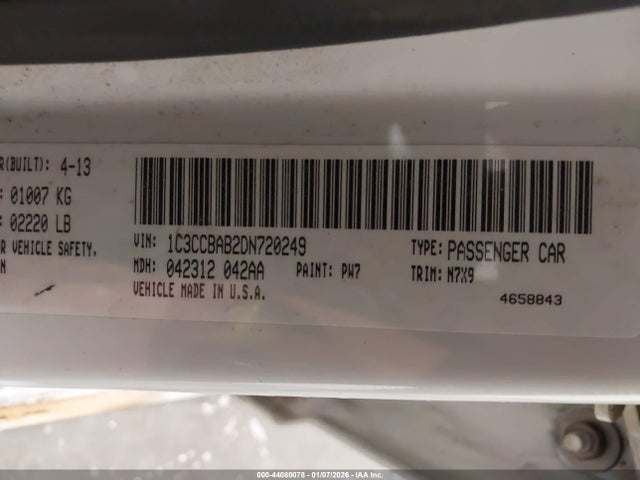 R(BUILT): 4-13
: 01007 KG
: 02220 LB
R VEHICLE SAFETY,
N
VIN: 1C3CCBAB2DN720249
TYPE: PASSENGER CAR
MDH: 042312 042AA PAINT: PW7 TRIM: N7X9
VEHICLE MADE IN U.S.A.
4658843
000-44080078 - 01/07/2026 - IAA Inc.